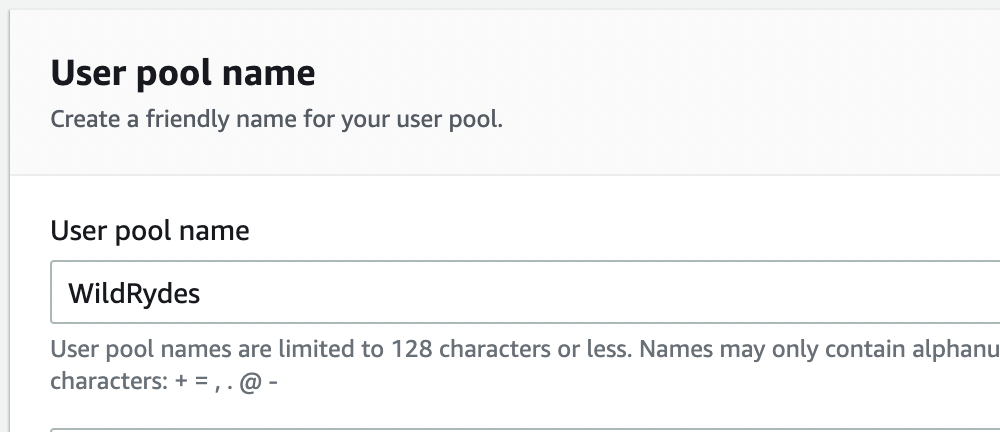 User pool name
Create a friendly name for your user pool.
User pool name
WildRydes
User pool names are limited to 128 characters or less. Names may only contain alphanu
characters: + = , . @ -